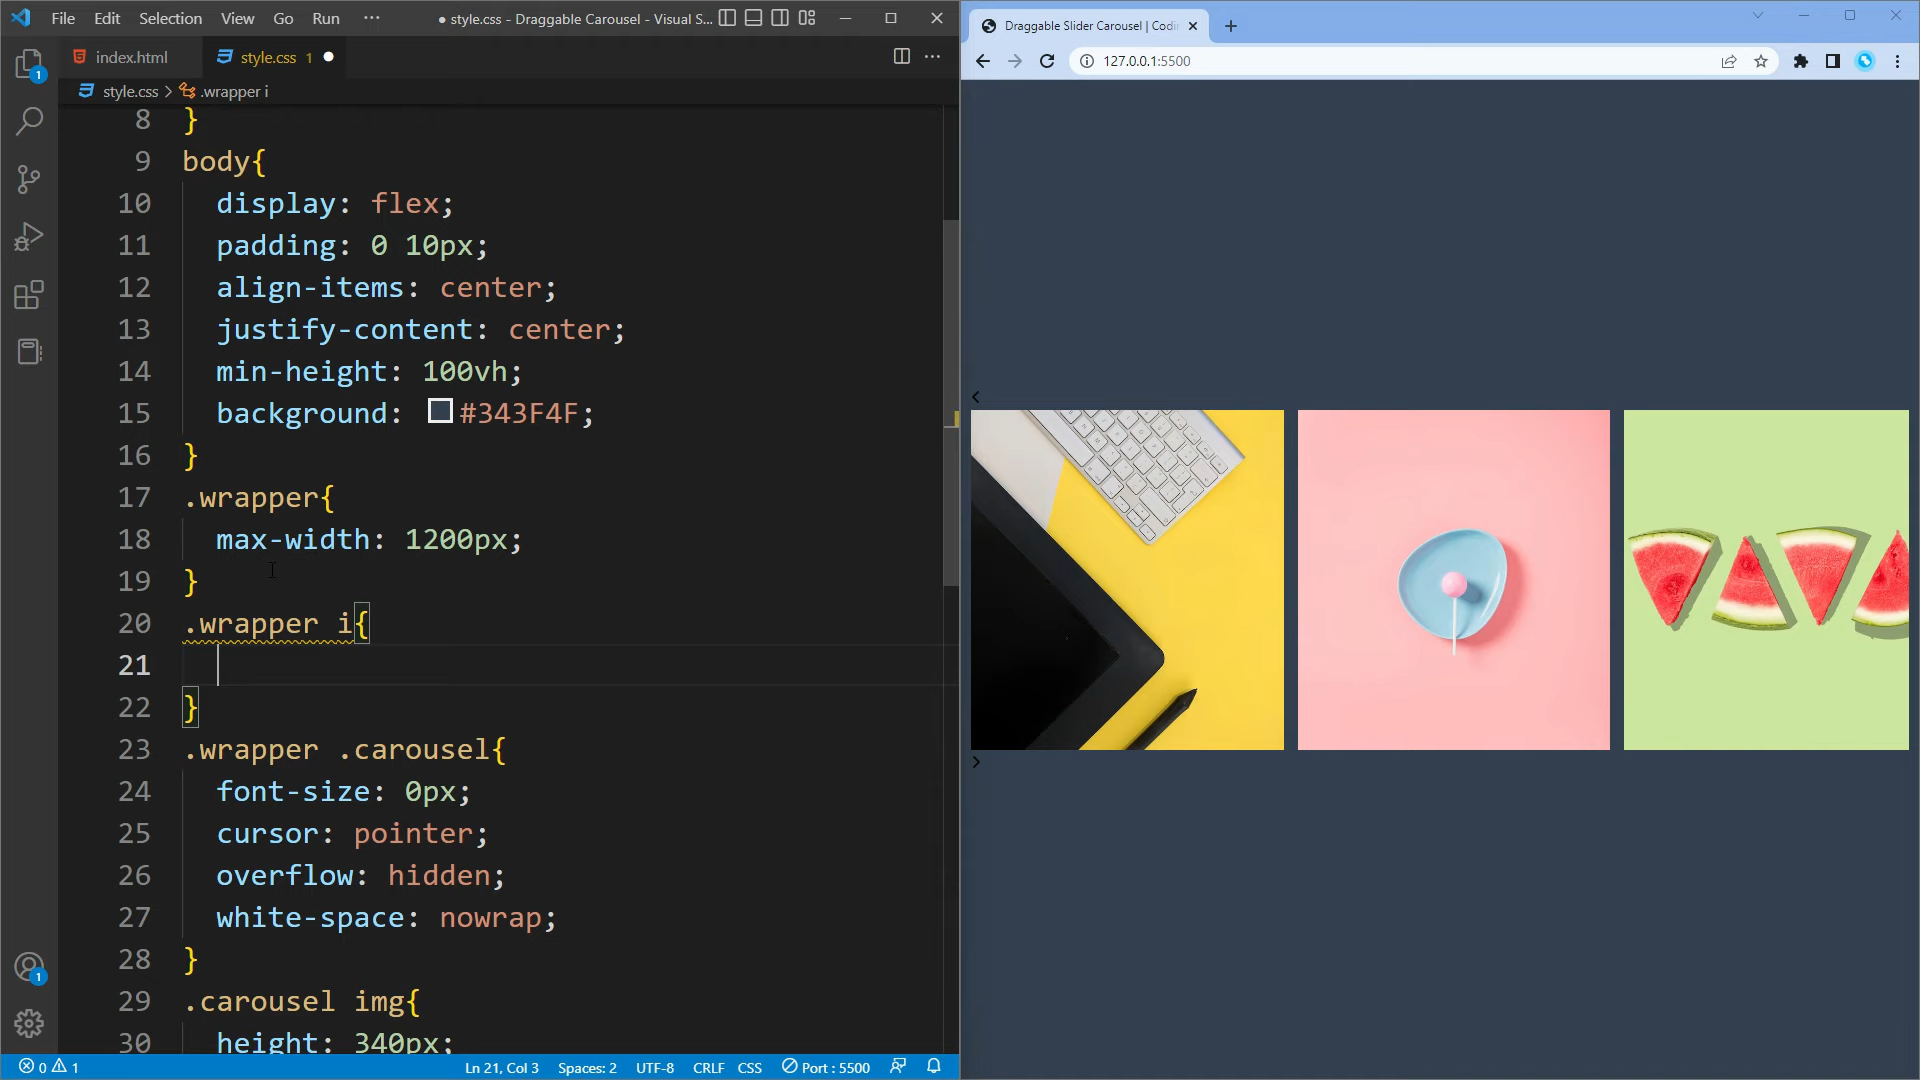 File Edit Selection View Go Run ··· ● style.css - Draggable Carousel - Visual S...
index.html style.css 1
style.css > .wrapper i
8 }
9 body{
10 display: flex;
11 padding: 0 10px;
12 align-items: center;
13 justify-content: center;
14 min-height: 100vh;
15 background: #343F4F;
16 }
17 .wrapper{
18 max-width: 1200px;
19 }
20 .wrapper i{
21
22 }
23 .wrapper .carousel{
24 font-size: 0px;
25 cursor: pointer;
26 overflow: hidden;
27 white-space: nowrap;
28 }
29 .carousel img{
30 height: 340px;
1
1
0 1 Ln 21, Col 3 Spaces: 2 UTF-8 CRLF CSS Port : 5500
Draggable Slider Carousel | Codi
127.0.0.1:5500